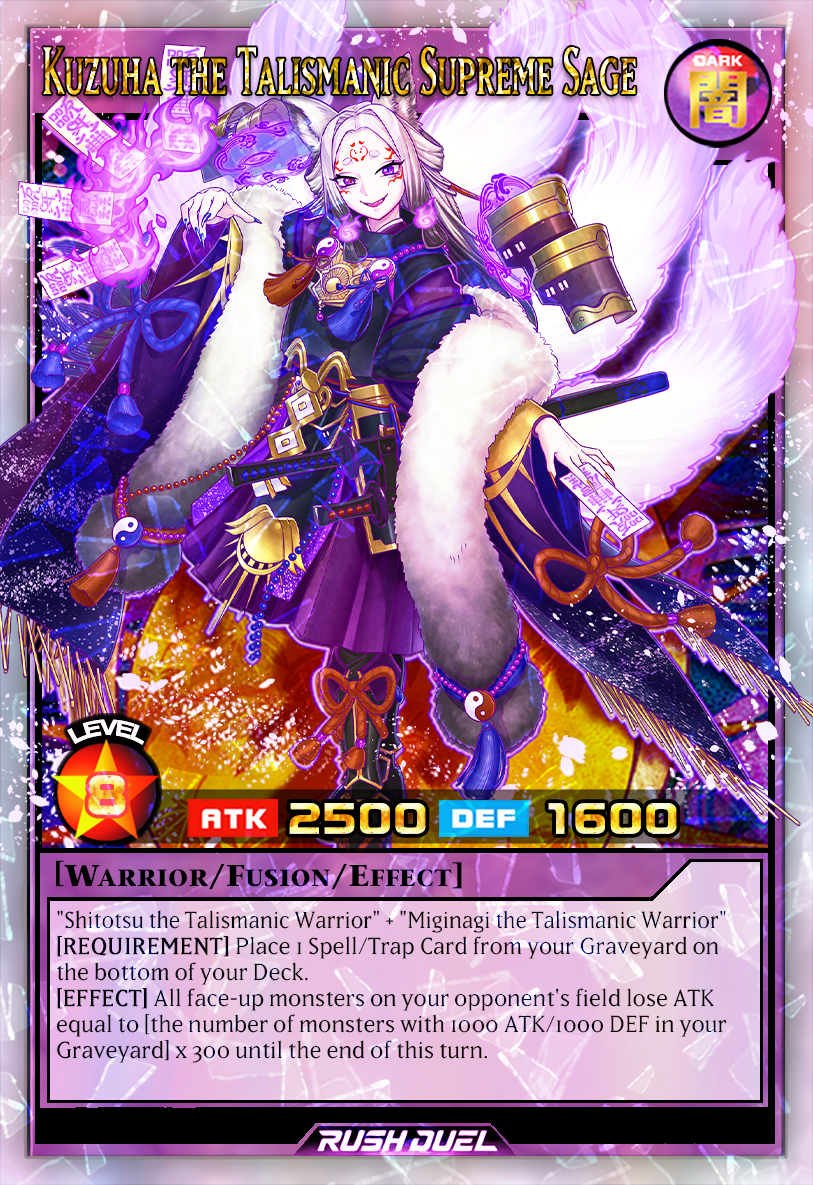 Kuzuha the Talismanic Supreme Sage
DARK
闇
LEVEL
8
ATK 2500 DEF 1600
[Warrior/Fusion/Effect]
"Shitotsu the Talismanic Warrior" + "Miginagi the Talismanic Warrior"
[REQUIREMENT] Place 1 Spell/Trap Card from your Graveyard on
the bottom of your Deck.
[EFFECT] All face-up monsters on your opponent's field lose ATK
equal to [the number of monsters with 1000 ATK/1000 DEF in your
Graveyard] x 300 until the end of this turn.
RUSH DUEL